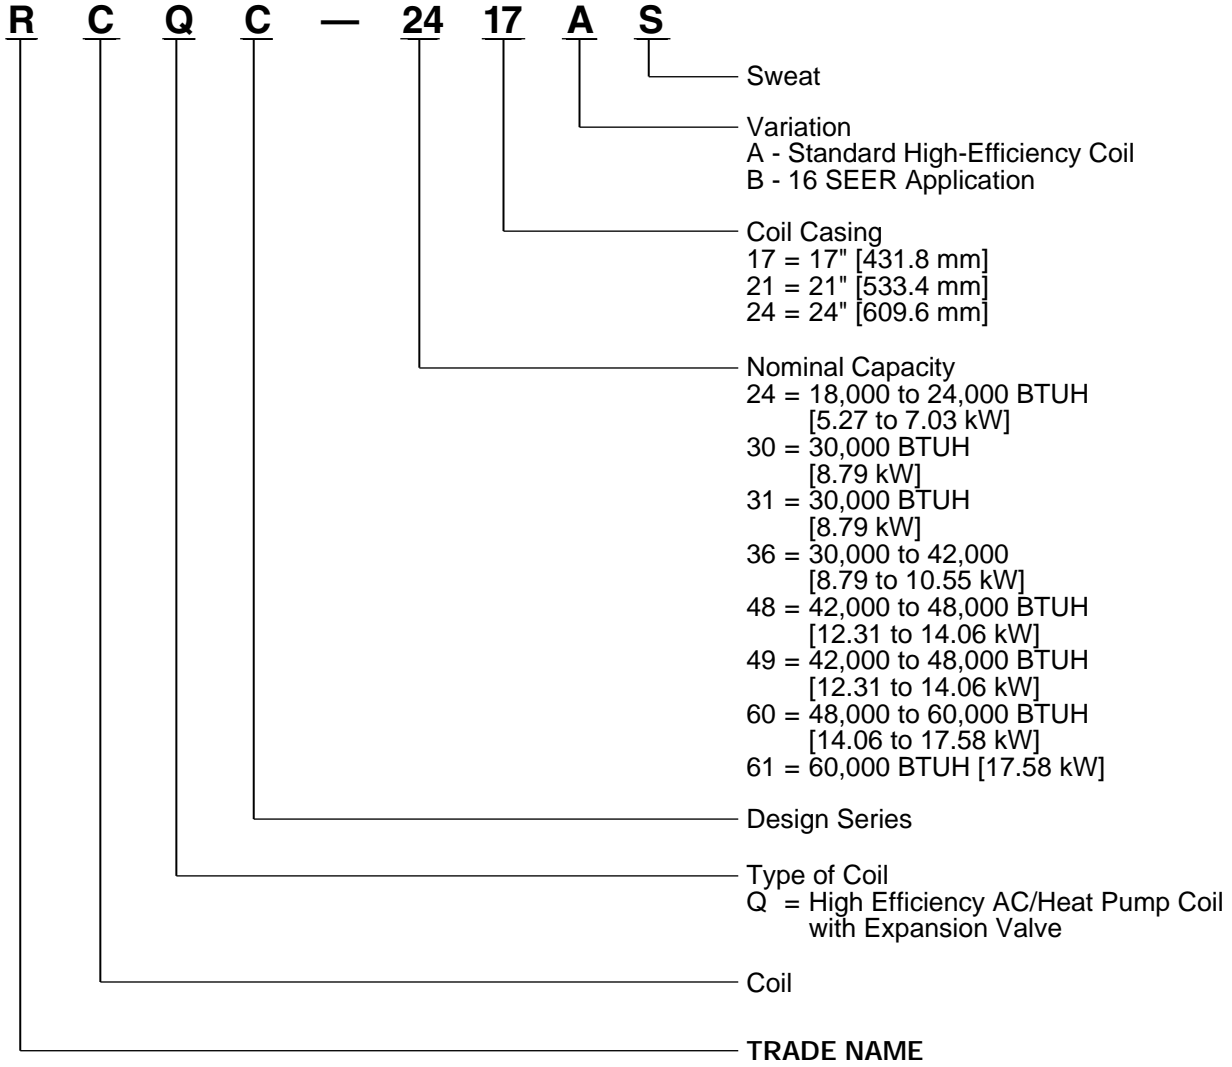 R C Q C — 24 17 A S
Sweat
Variation
A - Standard High-Efficiency Coil
B - 16 SEER Application
Coil Casing
17 = 17" [431.8 mm]
21 = 21" [533.4 mm]
24 = 24" [609.6 mm]
Nominal Capacity
24 = 18,000 to 24,000 BTUH
[5.27 to 7.03 kW]
30 = 30,000 BTUH
[8.79 kW]
31 = 30,000 BTUH
[8.79 kW]
36 = 30,000 to 42,000
[8.79 to 10.55 kW]
48 = 42,000 to 48,000 BTUH
[12.31 to 14.06 kW]
49 = 42,000 to 48,000 BTUH
[12.31 to 14.06 kW]
60 = 48,000 to 60,000 BTUH
[14.06 to 17.58 kW]
61 = 60,000 BTUH [17.58 kW]
Design Series
Type of Coil
Q = High Efficiency AC/Heat Pump Coil
with Expansion Valve
Coil
TRADE NAME